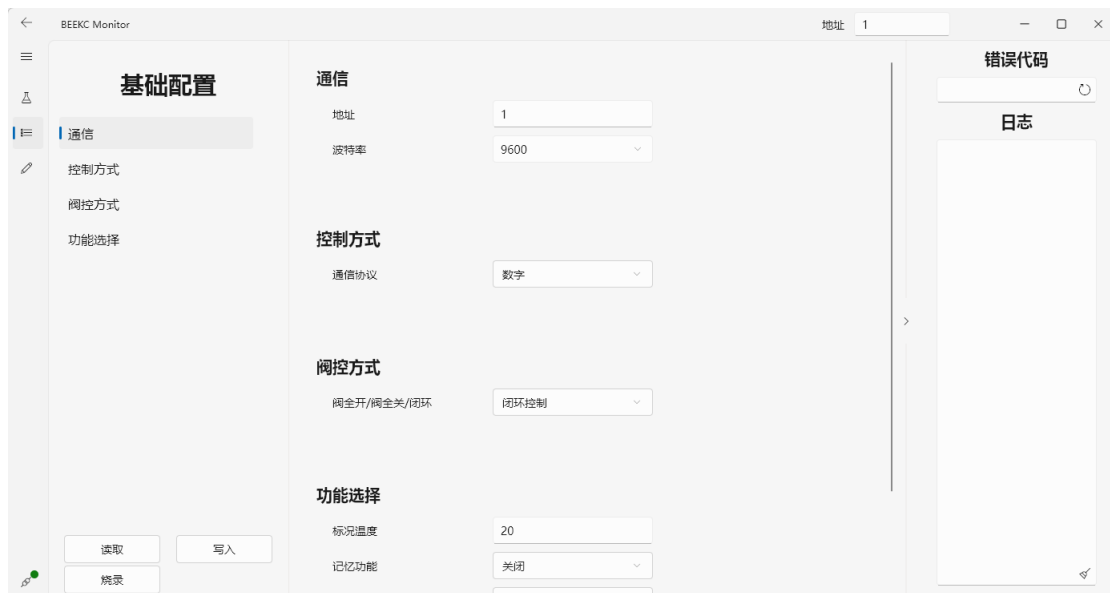 BEEKC Monitor
地址 1
基础配置
通信
控制方式
阀控方式
功能选择
读取 写入
烧录
通信
地址 1
波特率 9600
控制方式
通信协议 数字
阀控方式
阀全开/阀全关/闭环 闭环控制
功能选择
标况温度 20
记忆功能 关闭
错误代码
日志